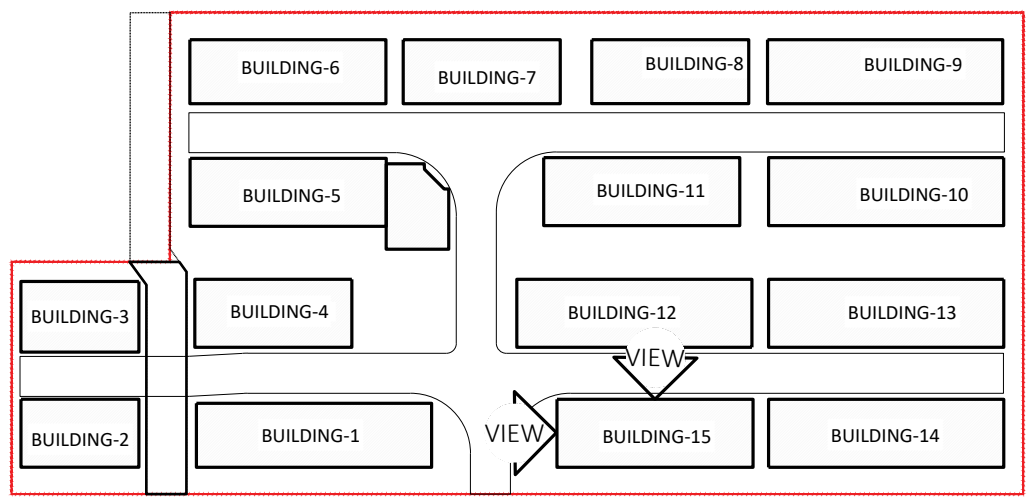 BUILDING-6
BUILDING-7
BUILDING-8
BUILDING-9
BUILDING-5
BUILDING-11
BUILDING-10
BUILDING-3
BUILDING-4
BUILDING-12
BUILDING-13
VIEW
BUILDING-2
BUILDING-1
VIEW
BUILDING-15
BUILDING-14